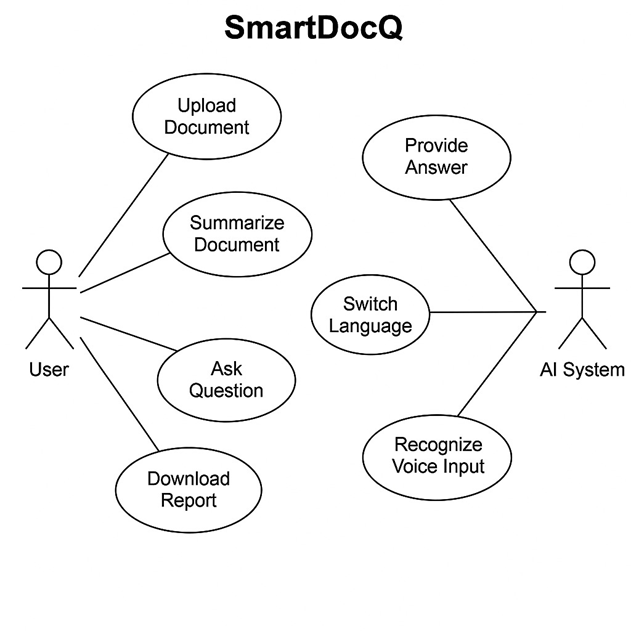 SmartDocQ
Upload
Document
Summarize
Document
Ask
Question
Download
Report
User
Provide
Answer
Switch
Language
Recognize
Voice Input
AI System